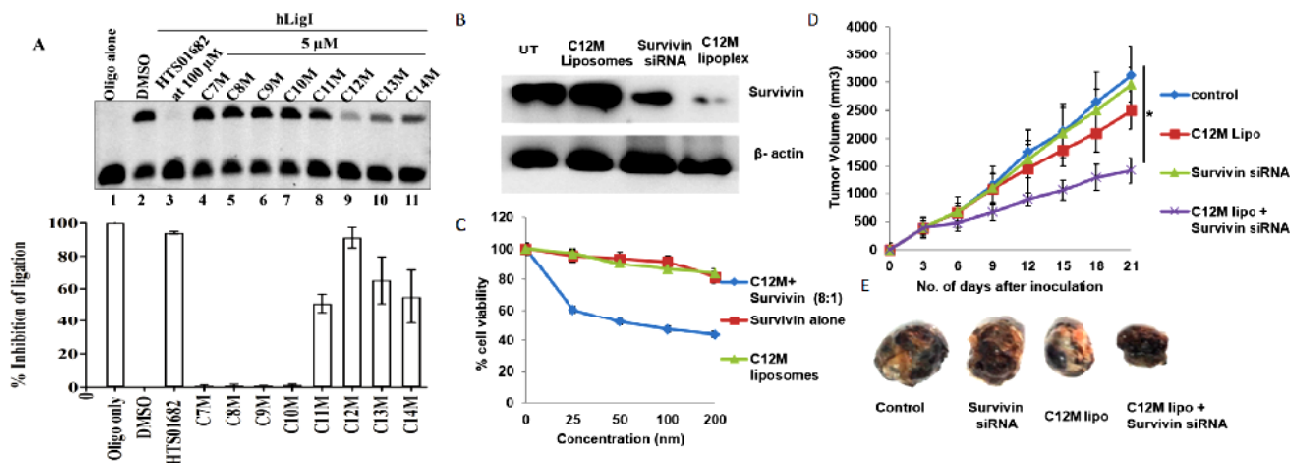 A
hLigI
5 µM
Oligo alone
DMSO
HTS01682
at 100 µM
C7M
C8M
C9M
C10M
C11M
C12M
C13M
C14M
1 2 3 4 5 6 7 8 9 10 11
% Inhibition of ligation
100
80
60
40
20
0
0
Oligo only
DMSO
HTS01682
C7M
C8M
C9M
C10M
C11M
C12M
C13M
C14M
B
UT
C12M
Liposomes
Survivin
siRNA
C12M
lipoplex
Survivin
β- actin
C
% cell viability
120
100
80
60
40
20
0
0 25 50 100 200
Concentration (nm)
C12M+
Survivin (8:1)
Survivin alone
C12M
liposomes
D
Tumor Volume (mm3)
4000
3500
3000
2500
2000
1500
1000
500
0
0 3 6 9 12 15 18 21
No. of days after inoculation
*
control
C12M Lipo
Survivin siRNA
C12M lipo +
Survivin siRNA
E
Control
Survivin
siRNA
C12M lipo
C12M lipo +
Survivin siRNA